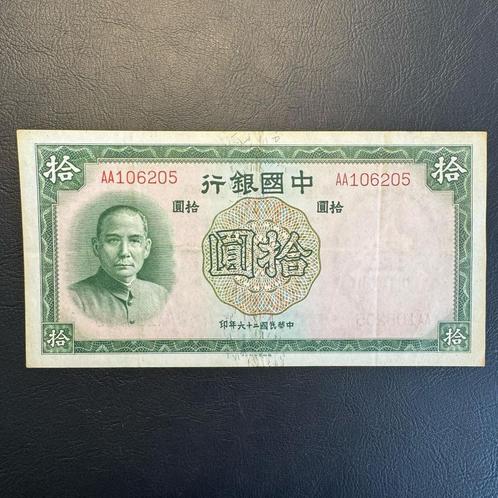 拾 拾
AA106205 AA106205
中國銀行
拾圓 拾圓
拾圓
中華民國二十六年印
拾 拾